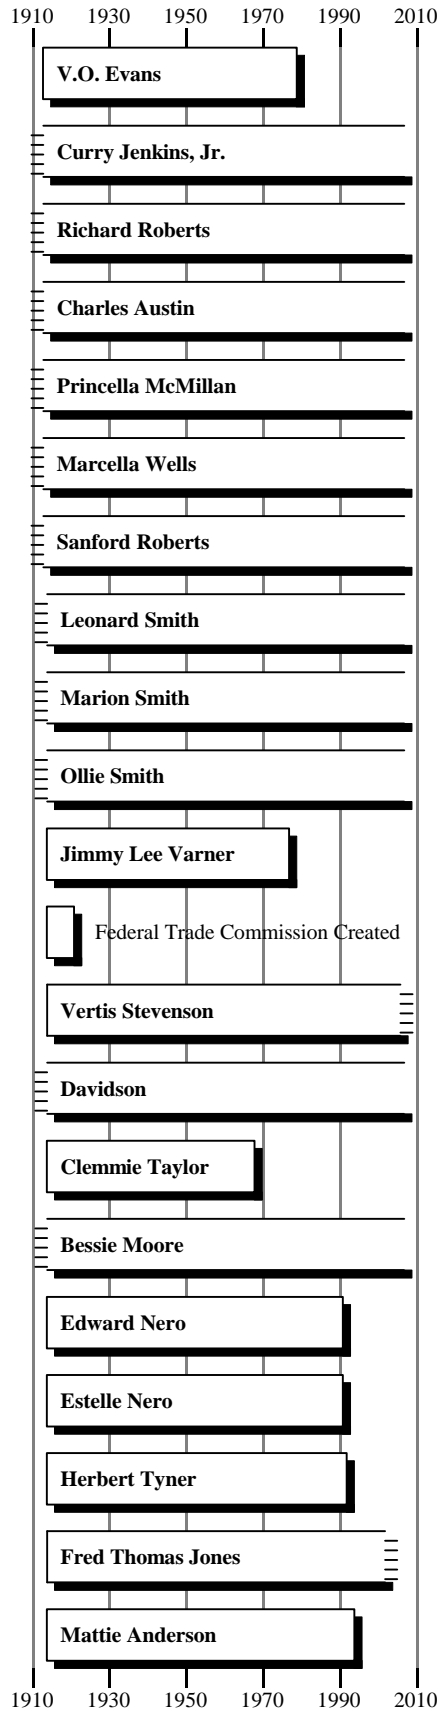 1910 1930 1950 1970 1990 2010
V.O. Evans
Curry Jenkins, Jr.
Richard Roberts
Charles Austin
Princella McMillan
Marcella Wells
Sanford Roberts
Leonard Smith
Marion Smith
Ollie Smith
Jimmy Lee Varner
Federal Trade Commission Created
Vertis Stevenson
Davidson
Clemmie Taylor
Bessie Moore
Edward Nero
Estelle Nero
Herbert Tyner
Fred Thomas Jones
Mattie Anderson
1910 1930 1950 1970 1990 2010